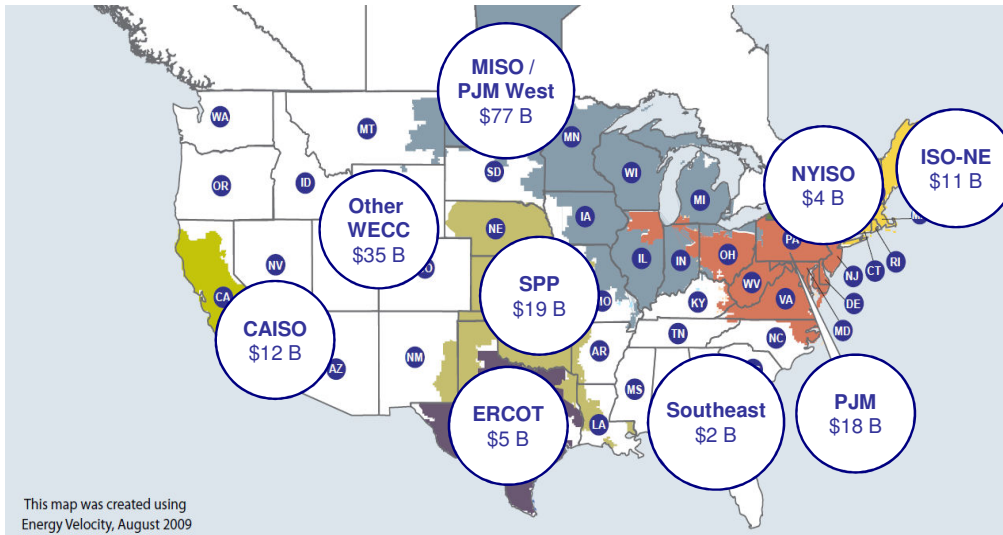 MISO /
PJM West
$77 B
WA
MT
MN
OR
ID
SD
WI
MI
NYISO
$4 B
ISO-NE
$11 B
Other
WECC
$35 B
IA
NE
PA
NV
IL
IN
OH
NJ
CT
RI
CA
SPP
$19 B
KY
WV
VA
DE
MD
CAISO
$12 B
AZ
NM
AR
TN
NC
MS
ERCOT
$5 B
LA
Southeast
$2 B
PJM
$18 B
This map was created using
Energy Velocity, August 2009